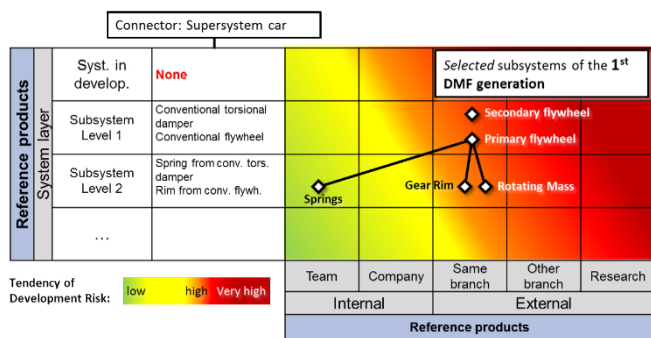 Connector: Supersystem car
Reference products
System layer
Syst. in
develop.
None
Selected subsystems of the 1st
DMF generation
Subsystem
Level 1
Conventional torsional
damper
Conventional flywheel
Secondary flywheel
Primary flywheel
Subsystem
Level 2
Spring from conv. tors.
damper
Rim from conv. flywh.
Springs
Gear Rim
Rotating Mass
...
Tendency of
Development Risk:
low
high
Very high
Team
Company
Same
branch
Other
branch
Research
Internal
External
Reference products